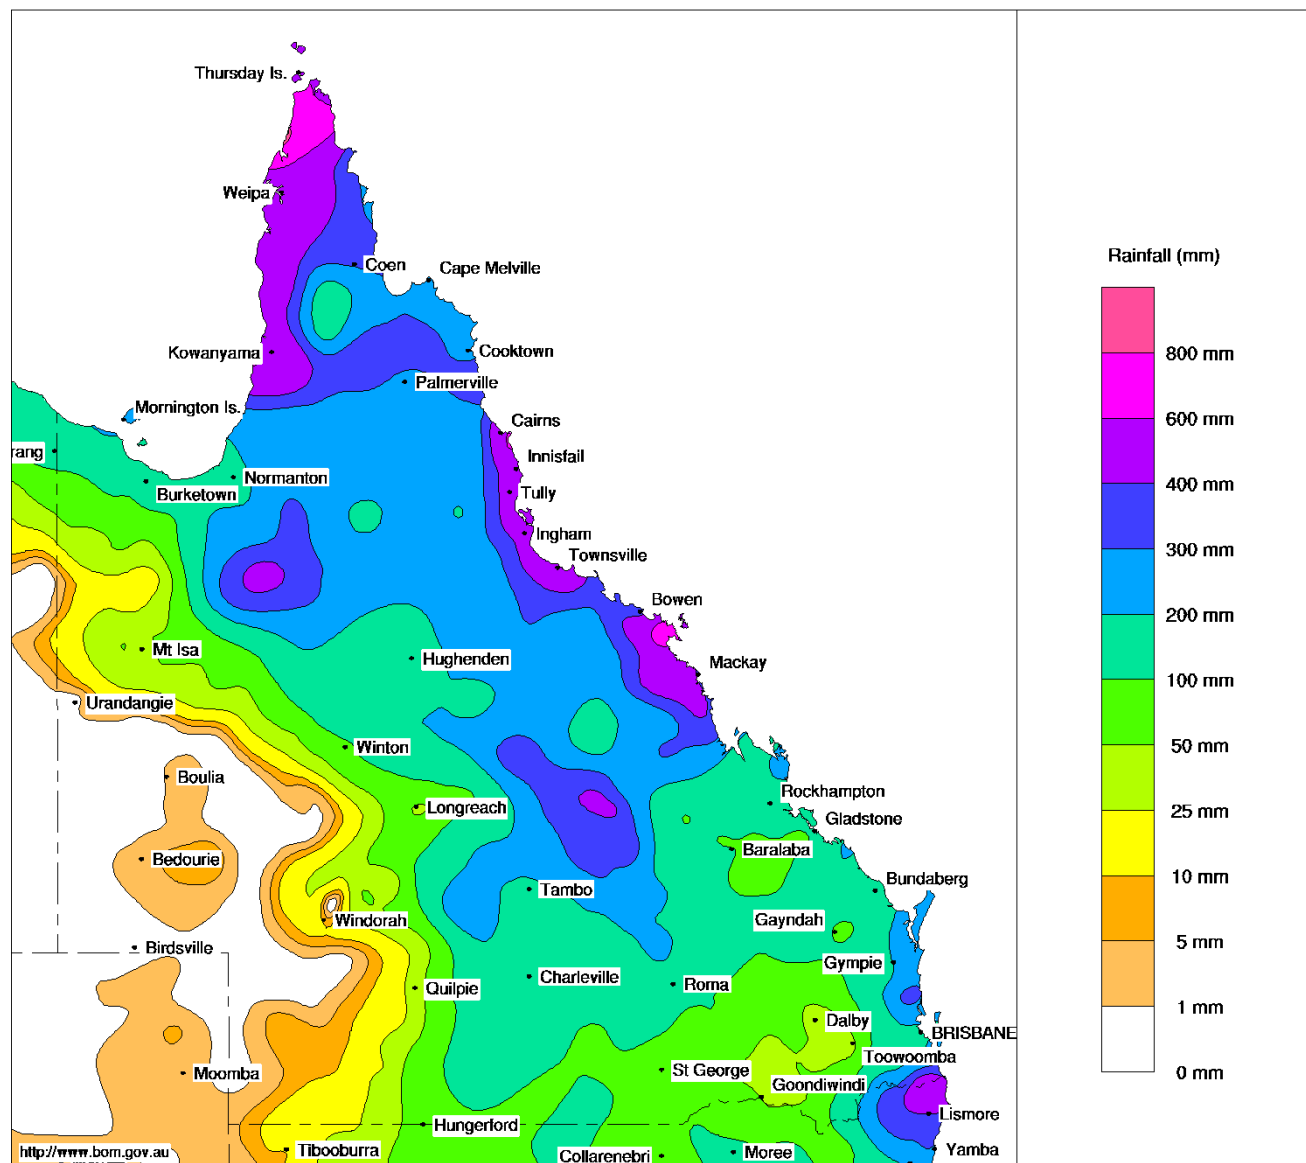 Thursday Is.
Weipa
Coen
Cape Melville
Rainfall (mm)
Kowanyama
Cooktown
800 mm
Palmerville
Mornington Is.
600 mm
Cairns
rang
Innisfail
Normanton
400 mm
Burketown
Tully
Ingham
300 mm
Townsville
Bowen
200 mm
Mt Isa
Hughenden
Mackay
100 mm
Urandangie
Winton
50 mm
Boulia
Rockhampton
Longreach
25 mm
Gladstone
Baralaba
Bedourie
10 mm
Bundaberg
Tambo
Windorah
Gayndah
5 mm
Birdsville
Gympie
Charleville
Roma
Quilpie
1 mm
Dalby
BRISBANE
Toowoomba
St George
Moomba
0 mm
Goondiwindi
Lismore
Hungerford
http://www.bom.gov.au
Tibooburra
Collarenebri
Moree
Yamba